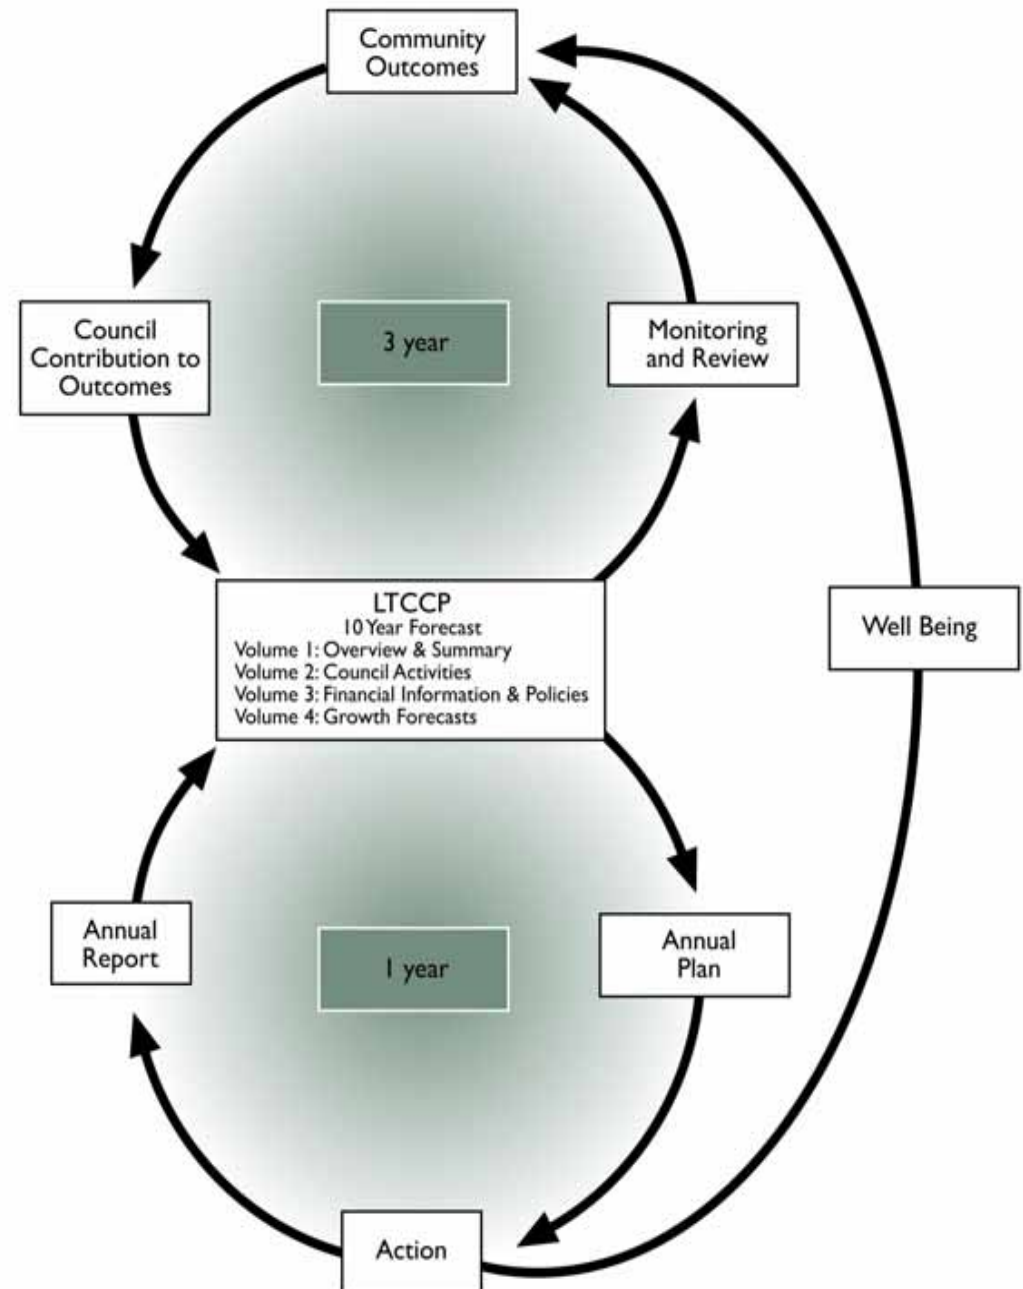 Community
Outcomes
Council
Contribution to
Outcomes
3 year
Monitoring
and Review
LTCCP
10 Year Forecast
Volume 1: Overview & Summary
Volume 2: Council Activities
Volume 3: Financial Information & Policies
Volume 4: Growth Forecasts
Well Being
Annual
Report
1 year
Annual
Plan
Action